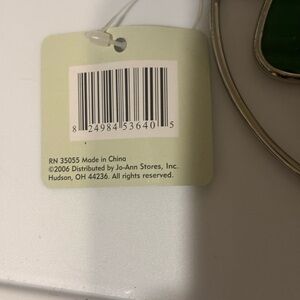 8 24984 53640 5
RN 35055 Made in China
©2006 Distributed by Jo-Ann Stores, Inc.
Hudson, OH 44236. All rights reserved.